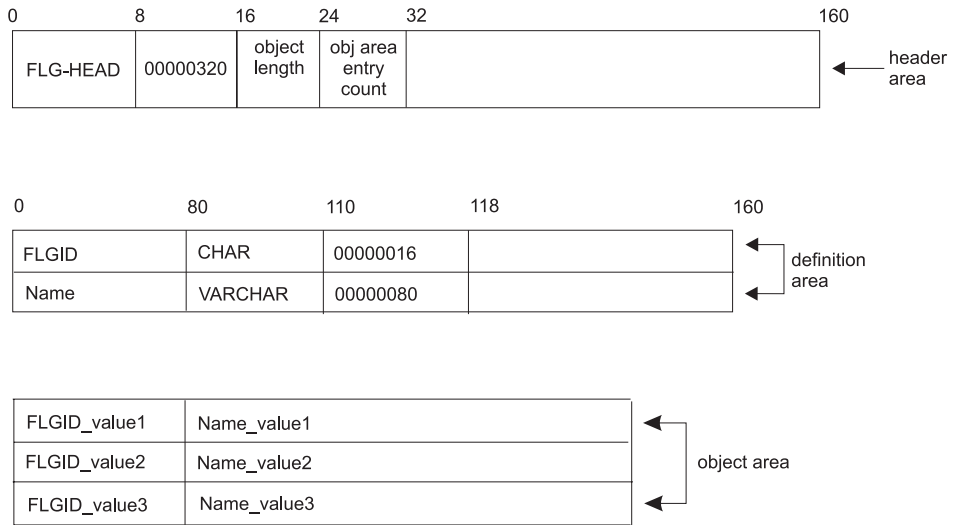 0 8 16 24 32 160
FLG-HEAD 00000320 object length obj area entry count
header area
0 80 110 118 160
FLGID CHAR 00000016
Name VARCHAR 00000080
definition area
FLGID_value1 Name_value1
FLGID_value2 Name_value2
FLGID_value3 Name_value3
object area